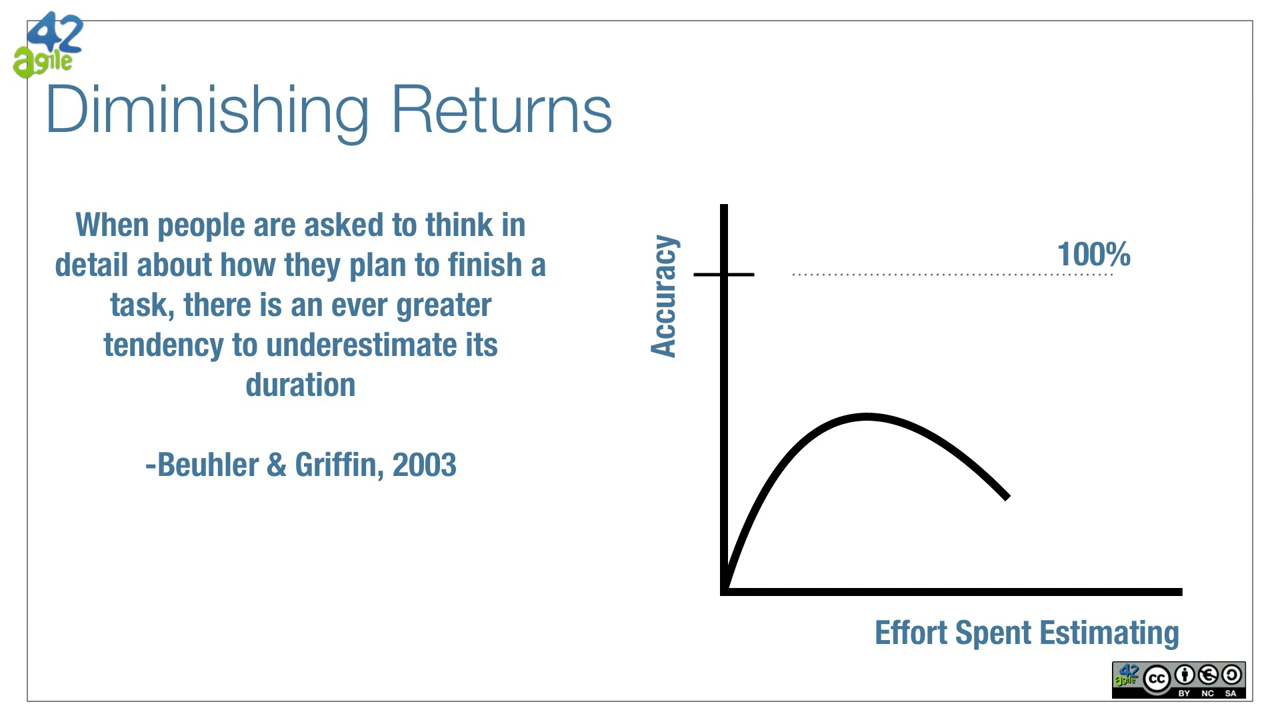 42
agile
Diminishing Returns
When people are asked to think in
detail about how they plan to finish a
task, there is an ever greater
tendency to underestimate its
duration
-Beuhler & Griffin, 2003
Accuracy
100%
Effort Spent Estimating
42
agile
cc
BY NC SA